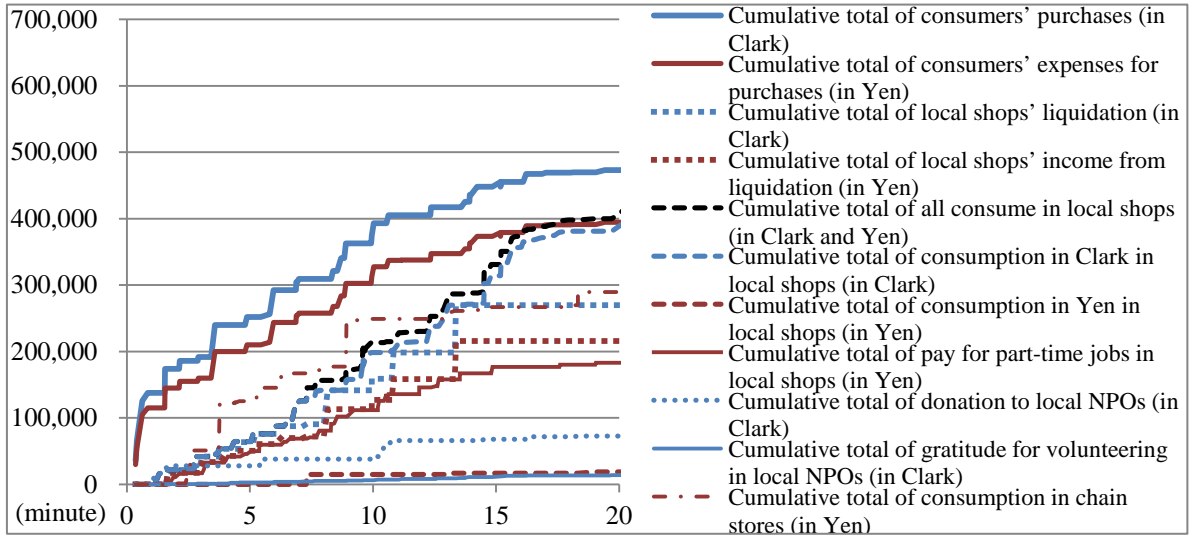 700,000
600,000
500,000
400,000
300,000
200,000
100,000
0
(minute) 0 5 10 15 20
Cumulative total of consumers’ purchases (in
Clark)
Cumulative total of consumers’ expenses for
purchases (in Yen)
Cumulative total of local shops’ liquidation (in
Clark)
Cumulative total of local shops’ income from
liquidation (in Yen)
Cumulative total of all consume in local shops
(in Clark and Yen)
Cumulative total of consumption in Clark in
local shops (in Clark)
Cumulative total of consumption in Yen in
local shops (in Yen)
Cumulative total of pay for part-time jobs in
local shops (in Yen)
Cumulative total of donation to local NPOs (in
Clark)
Cumulative total of gratitude for volunteering
in local NPOs (in Clark)
Cumulative total of consumption in chain
stores (in Yen)